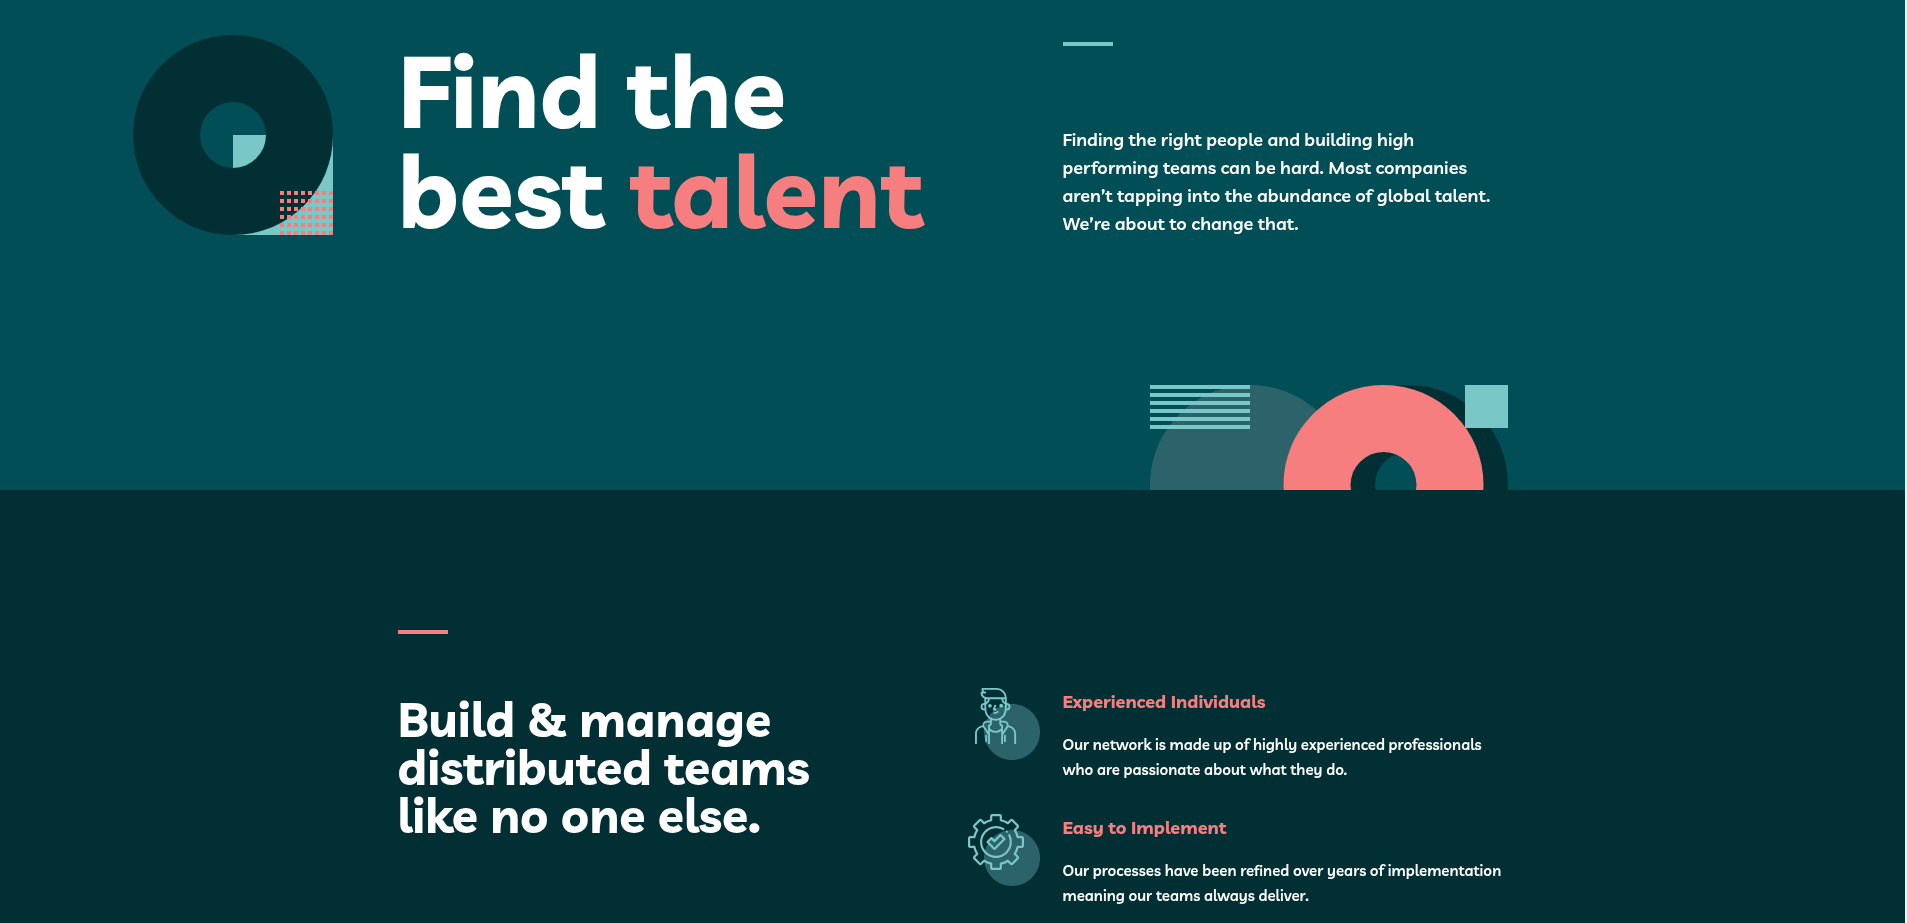 Find the
best talent
Finding the right people and building high
performing teams can be hard. Most companies
aren’t tapping into the abundance of global talent.
We’re about to change that.
Build & manage
distributed teams
like no one else.
Experienced Individuals
Our network is made up of highly experienced professionals
who are passionate about what they do.
Easy to Implement
Our processes have been refined over years of implementation
meaning our teams always deliver.